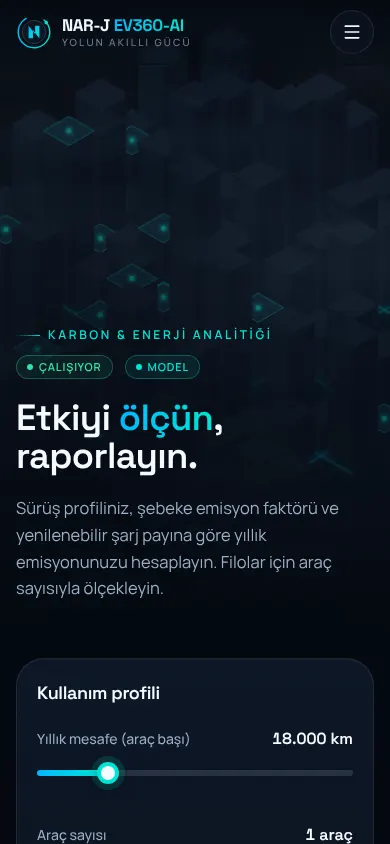 NAR-J EV360-AI
YOLUN AKILLI GÜCÜ
KARBON & ENERJİ ANALİTİĞİ
ÇALIŞIYOR
MODEL
Etkiyi ölçün,
raporlayın.
Sürüş profiliniz, şebeke emisyon faktörü ve
yenilenebilir şarj payına göre yıllık
emisyonunuzu hesaplayın. Filolar için araç
sayısıyla ölçekleyin.
Kullanım profili
Yıllık mesafe (araç başı) 18.000 km
Araç sayısı 1 araç